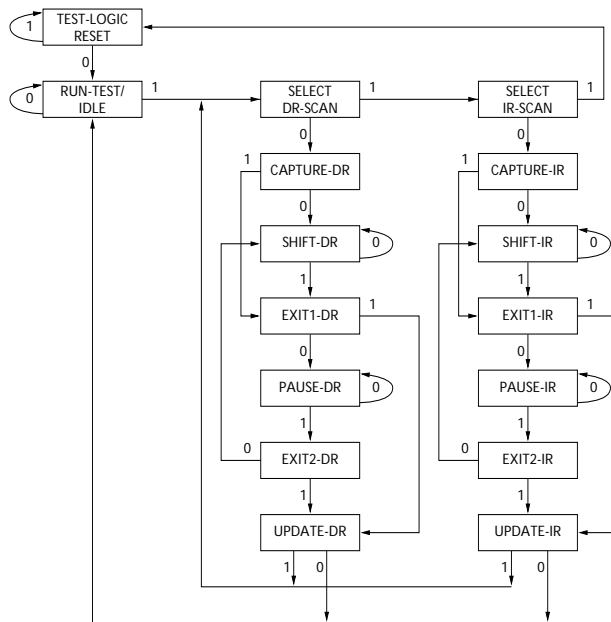 TEST-LOGIC
RESET
1
0
RUN-TEST/
IDLE
0
1
SELECT
DR-SCAN
1
SELECT
IR-SCAN
1
0
0
1
CAPTURE-DR
1
CAPTURE-IR
0
0
SHIFT-DR
0
SHIFT-IR
0
1
1
EXIT1-DR
1
EXIT1-IR
1
0
0
PAUSE-DR
0
PAUSE-IR
0
1
1
0
EXIT2-DR
0
EXIT2-IR
1
1
UPDATE-DR
UPDATE-IR
1
0
1
0